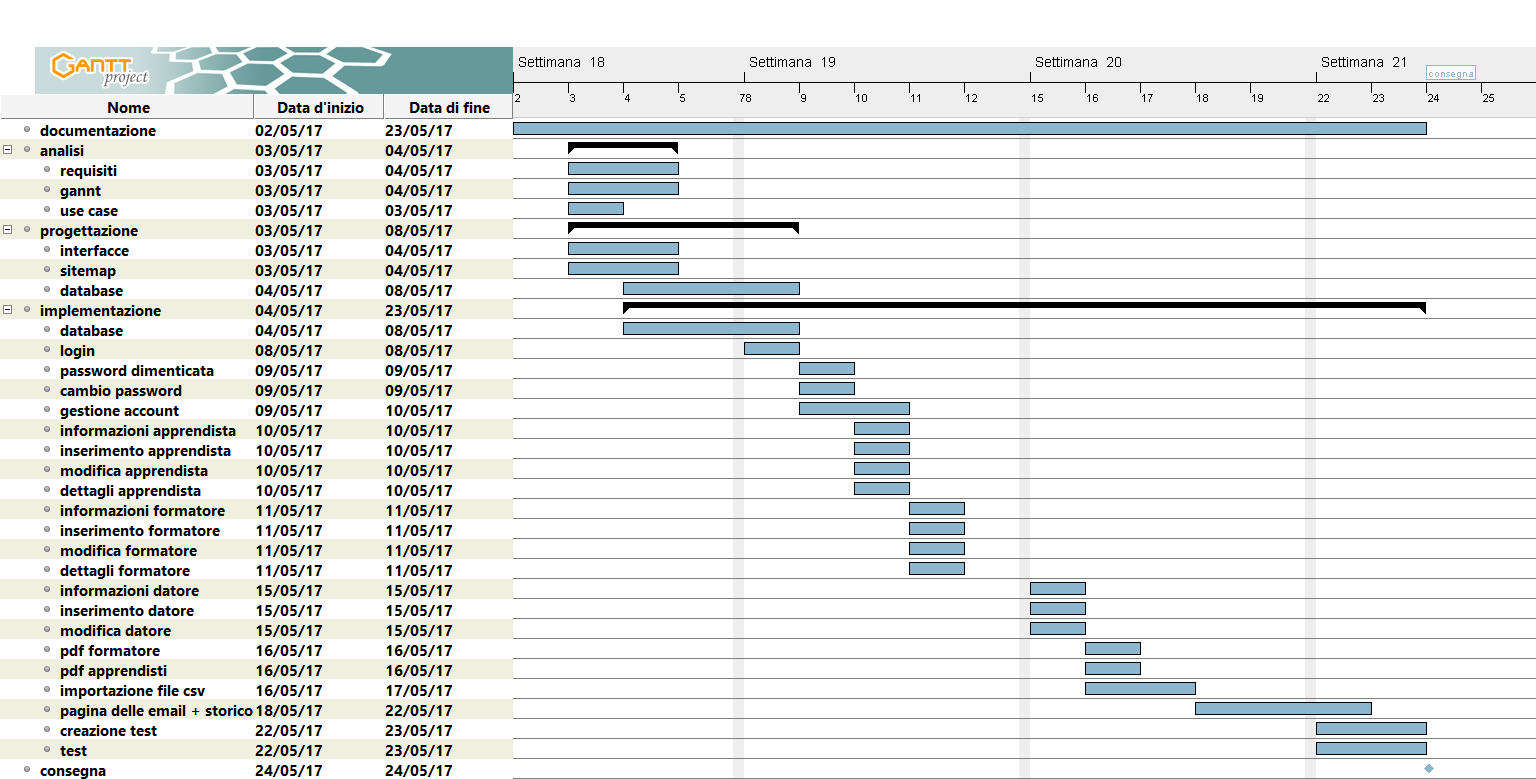 GANTT project
Settimana 18 Settimana 19 Settimana 20 Settimana 21
consegna
2 3 4 5 78 9 10 11 12 15 16 17 18 19 22 23 24 25
Nome Data d'inizio Data di fine
documentazione 02/05/17 23/05/17
analisi 03/05/17 04/05/17
requisiti 03/05/17 04/05/17
gannt 03/05/17 04/05/17
use case 03/05/17 03/05/17
progettazione 03/05/17 08/05/17
interfacce 03/05/17 04/05/17
sitemap 03/05/17 04/05/17
database 04/05/17 08/05/17
implementazione 04/05/17 23/05/17
database 04/05/17 08/05/17
login 08/05/17 08/05/17
password dimenticata 09/05/17 09/05/17
cambio password 09/05/17 09/05/17
gestione account 09/05/17 10/05/17
informazioni apprendista 10/05/17 10/05/17
inserimento apprendista 10/05/17 10/05/17
modifica apprendista 10/05/17 10/05/17
dettagli apprendista 10/05/17 10/05/17
informazioni formatore 11/05/17 11/05/17
inserimento formatore 11/05/17 11/05/17
modifica formatore 11/05/17 11/05/17
dettagli formatore 11/05/17 11/05/17
informazioni datore 15/05/17 15/05/17
inserimento datore 15/05/17 15/05/17
modifica datore 15/05/17 15/05/17
pdf formatore 16/05/17 16/05/17
pdf apprendisti 16/05/17 16/05/17
importazione file csv 16/05/17 17/05/17
pagina delle email + storico 18/05/17 22/05/17
creazione test 22/05/17 23/05/17
test 22/05/17 23/05/17
consegna 24/05/17 24/05/17